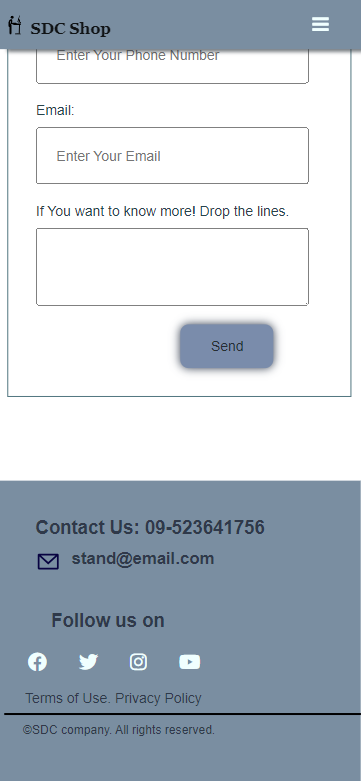 SDC Shop
Enter Your Phone Number
Email:
Enter Your Email
If You want to know more! Drop the lines.
Send
Contact Us: 09-523641756
stand@email.com
Follow us on
Terms of Use. Privacy Policy
©SDC company. All rights reserved.